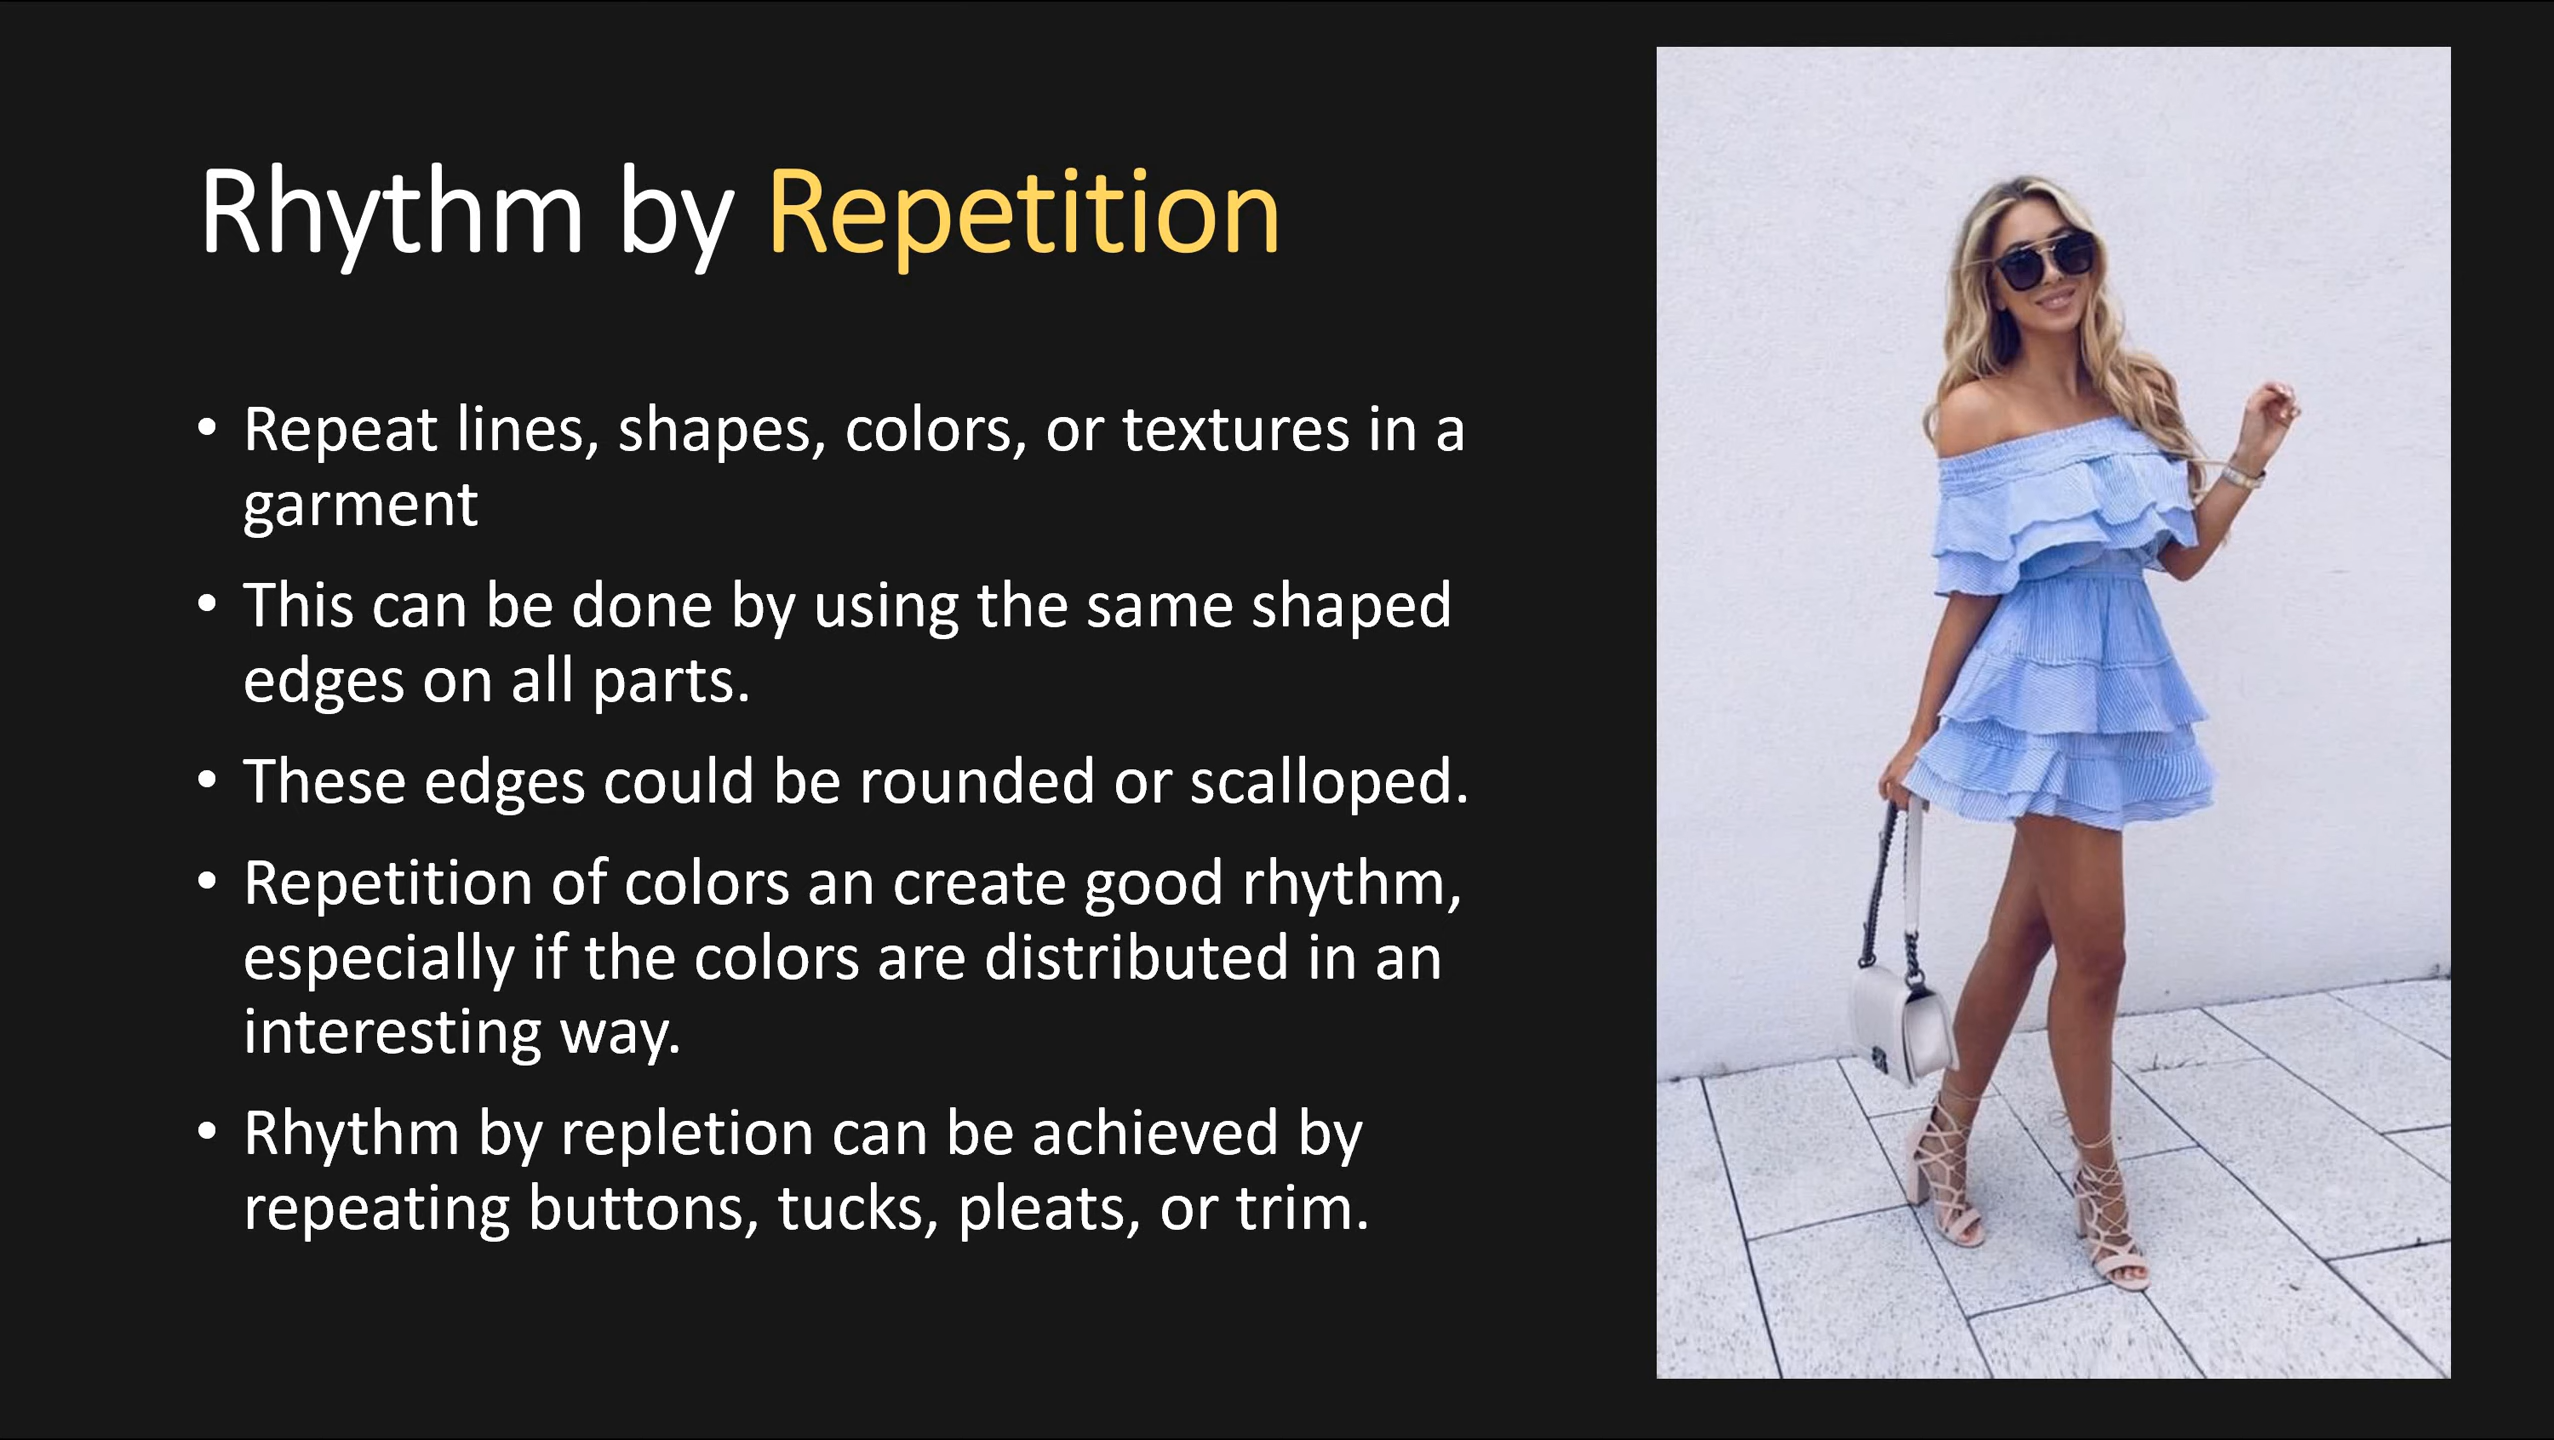 Rhythm by Repetition
• Repeat lines, shapes, colors, or textures in a
garment
• This can be done by using the same shaped
edges on all parts.
• These edges could be rounded or scalloped.
• Repetition of colors an create good rhythm,
especially if the colors are distributed in an
interesting way.
• Rhythm by repletion can be achieved by
repeating buttons, tucks, pleats, or trim.